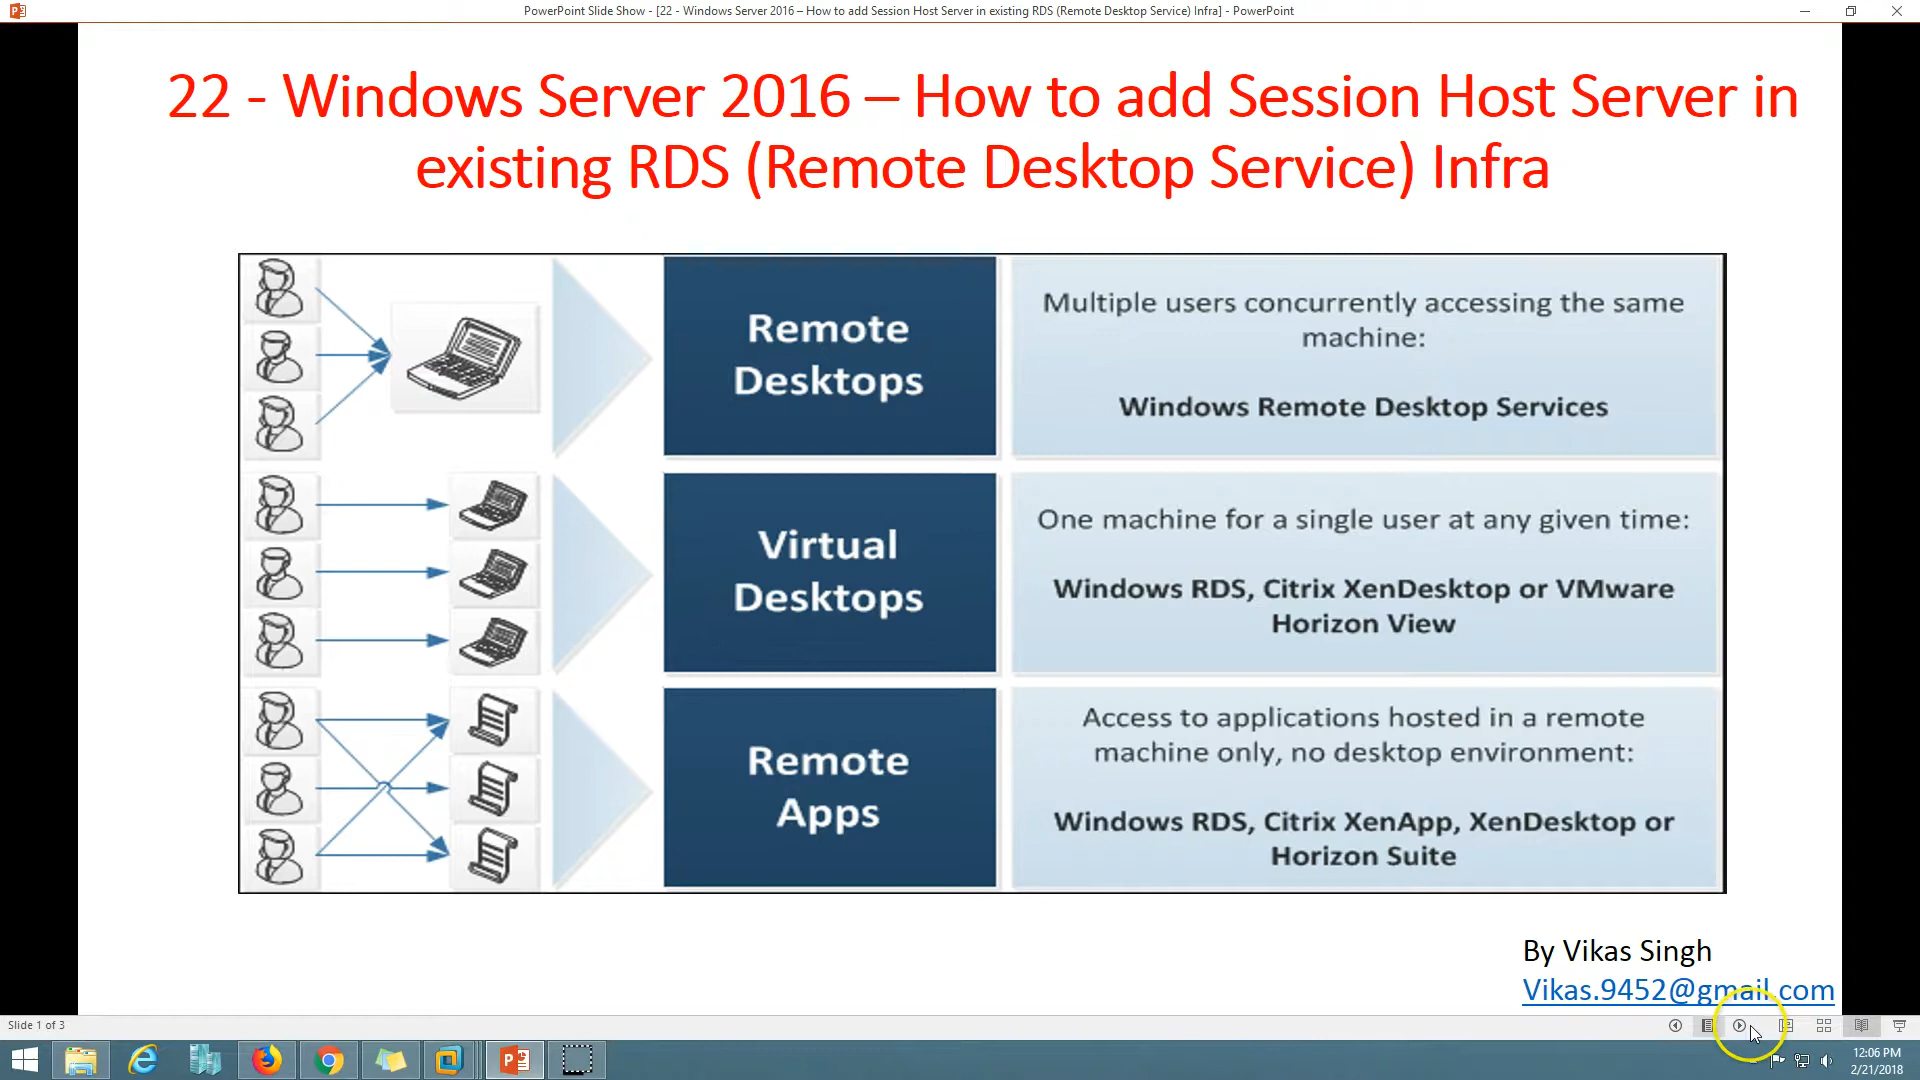 PowerPoint Slide Show - [22 - Windows Server 2016 – How to add Session Host Server in existing RDS (Remote Desktop Service) Infra] - PowerPoint
22 - Windows Server 2016 – How to add Session Host Server in
existing RDS (Remote Desktop Service) Infra
Remote
Desktops
Multiple users concurrently accessing the same
machine:
Windows Remote Desktop Services
Virtual
Desktops
One machine for a single user at any given time:
Windows RDS, Citrix XenDesktop or VMware
Horizon View
Remote
Apps
Access to applications hosted in a remote
machine only, no desktop environment:
Windows RDS, Citrix XenApp, XenDesktop or
Horizon Suite
By Vikas Singh
Vikas.9452@gmail.com
Slide 1 of 3
12:06 PM
2/21/2018